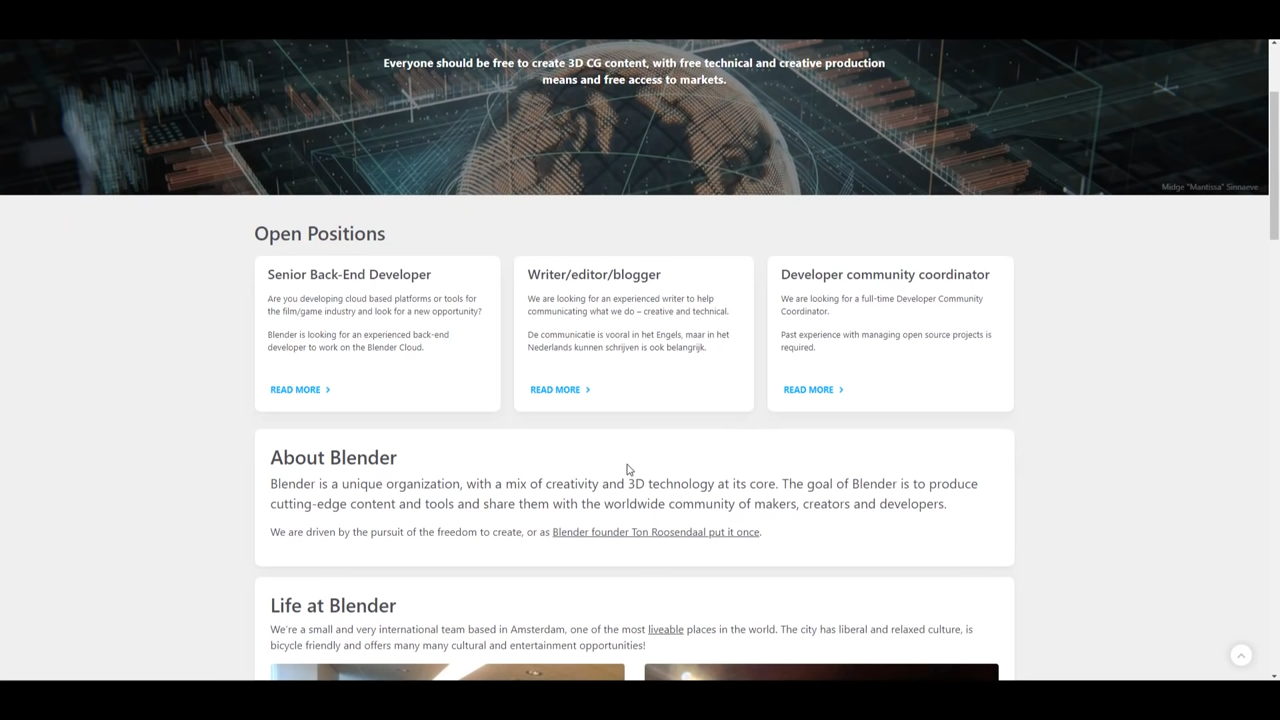 Everyone should be free to create 3D CG content, with free technical and creative production
means and free access to markets.
Midge "Mantissa" Sinnaeve
Open Positions
Senior Back-End Developer
Are you developing cloud based platforms or tools for
the film/game industry and look for a new opportunity?
Blender is looking for an experienced back-end
developer to work on the Blender Cloud.
READ MORE
Writer/editor/blogger
We are looking for an experienced writer to help
communicating what we do – creative and technical.
De communicatie is vooral in het Engels, maar in het
Nederlands kunnen schrijven is ook belangrijk.
READ MORE
Developer community coordinator
We are looking for a full-time Developer Community
Coordinator.
Past experience with managing open source projects is
required.
READ MORE
About Blender
Blender is a unique organization, with a mix of creativity and 3D technology at its core. The goal of Blender is to produce
cutting-edge content and tools and share them with the worldwide community of makers, creators and developers.
We are driven by the pursuit of the freedom to create, or as Blender founder Ton Roosendaal put it once.
Life at Blender
We're a small and very international team based in Amsterdam, one of the most liveable places in the world. The city has liberal and relaxed culture, is
bicycle friendly and offers many many cultural and entertainment opportunities!